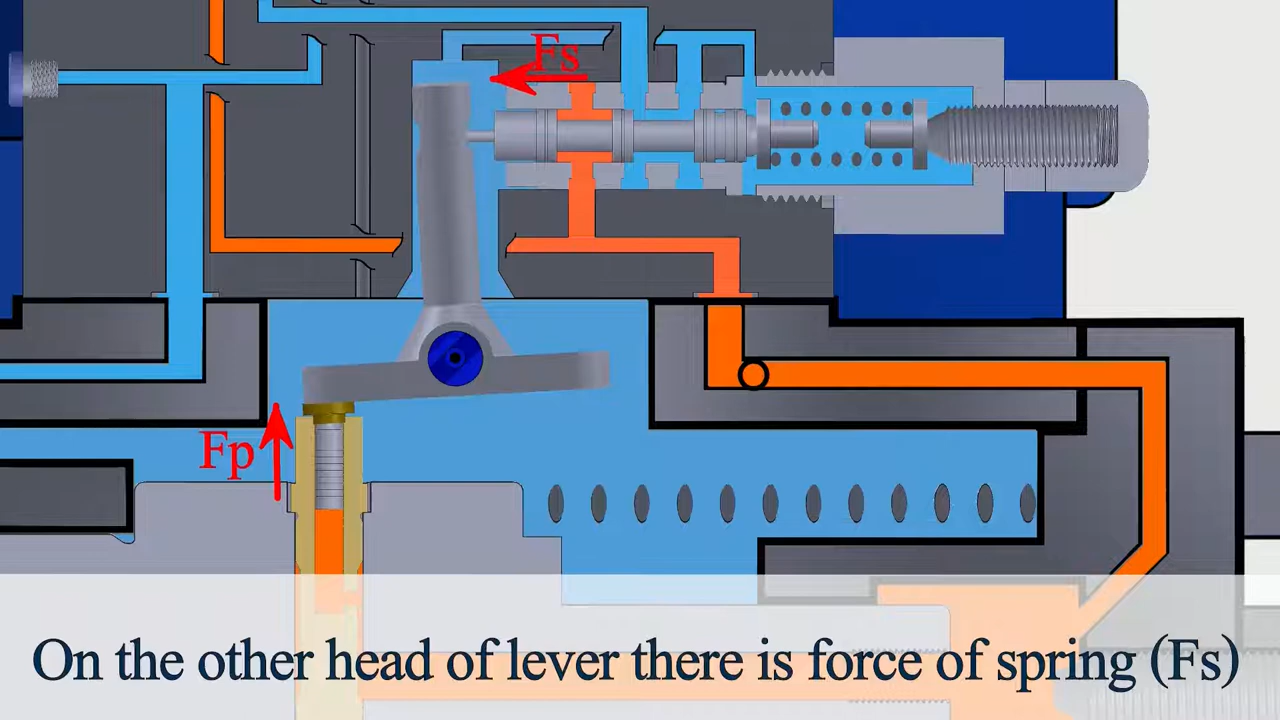 Fs
Fp
On the other head of lever there is force of spring (Fs)